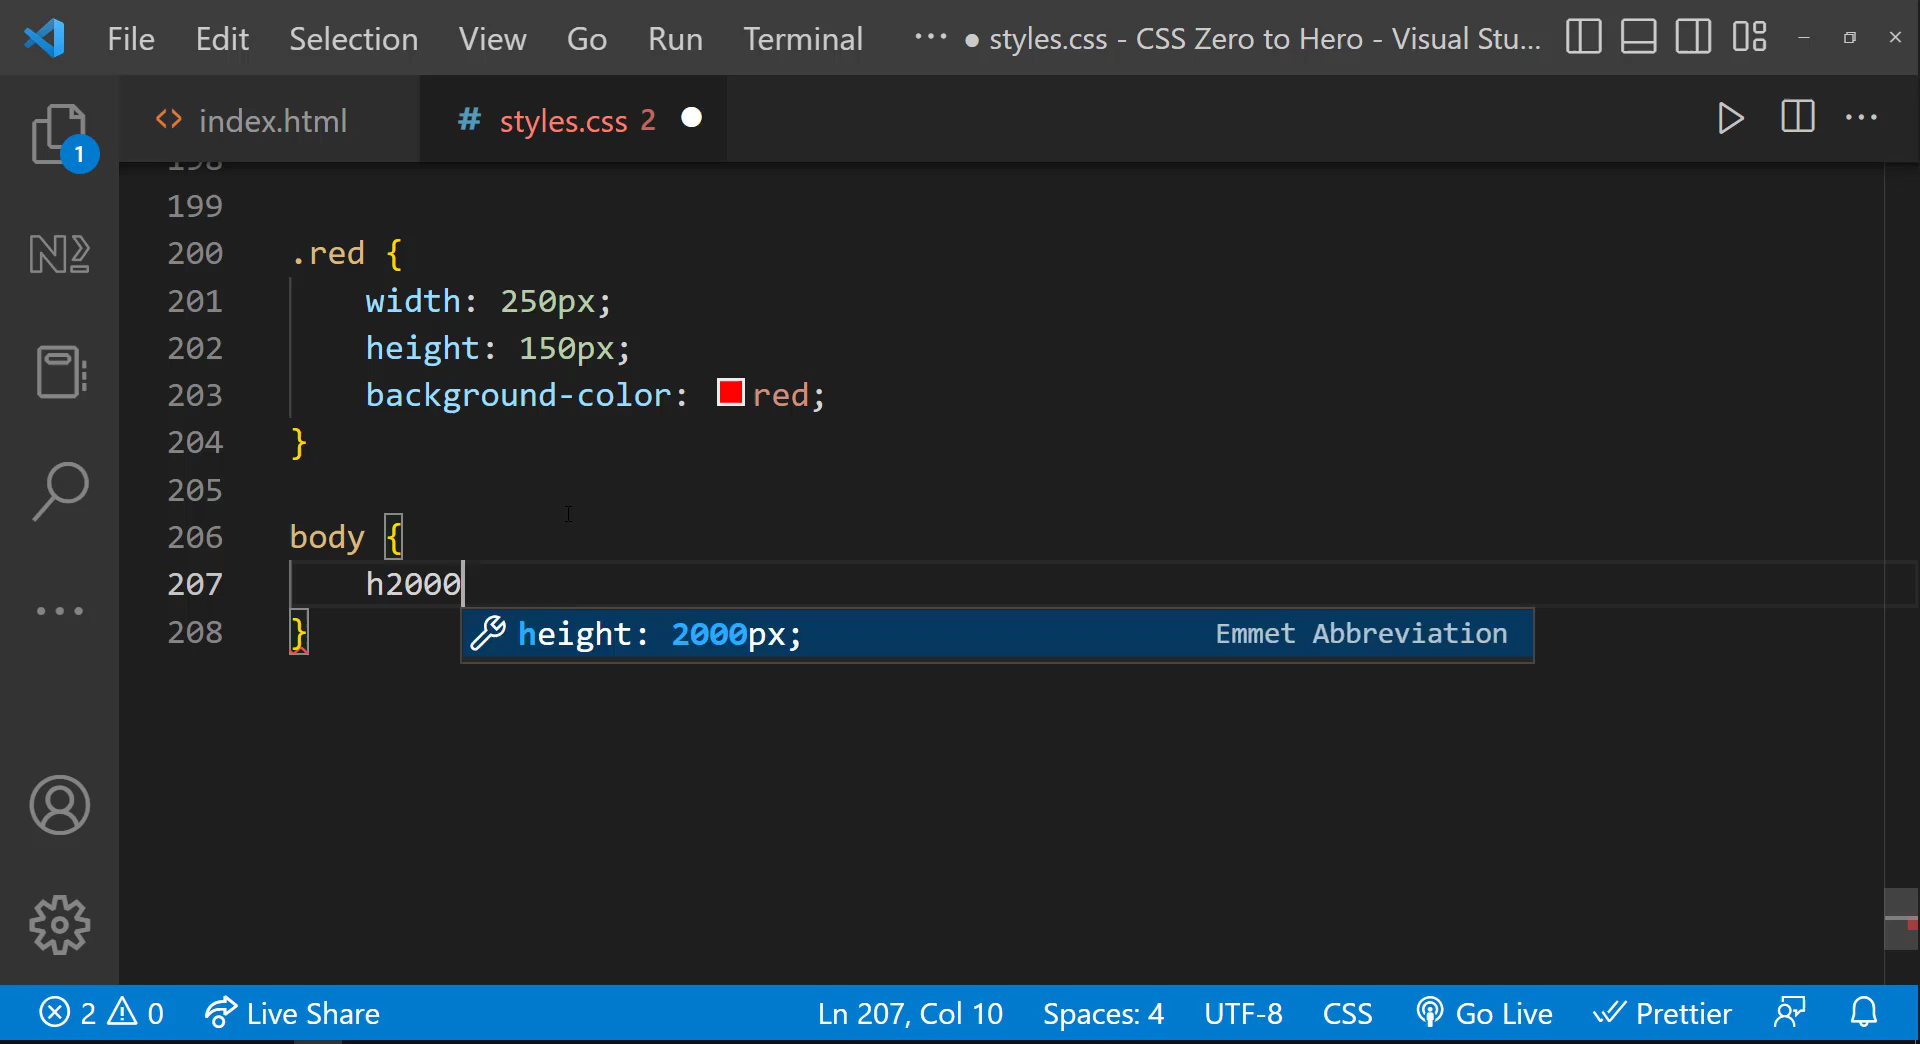 File Edit Selection View Go Run Terminal ··· ● styles.css - CSS Zero to Hero - Visual Stu...
<> index.html # styles.css 2
1
198
199
200 .red {
201 width: 250px;
202 height: 150px;
203 background-color: red;
204 }
205
206 body {
207 h2000
208 }
height: 2000px; Emmet Abbreviation
2 0 Live Share Ln 207, Col 10 Spaces: 4 UTF-8 CSS Go Live Prettier